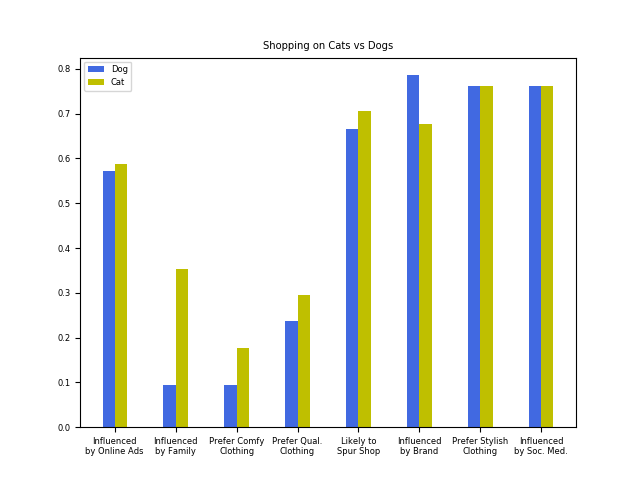 Shopping on Cats vs Dogs
Dog
Cat
0.8
0.7
0.6
0.5
0.4
0.3
0.2
0.1
0.0
Influenced
by Online Ads
Influenced
by Family
Prefer Comfy
Clothing
Prefer Qual.
Clothing
Likely to
Spur Shop
Influenced
by Brand
Prefer Stylish
Clothing
Influenced
by Soc. Med.